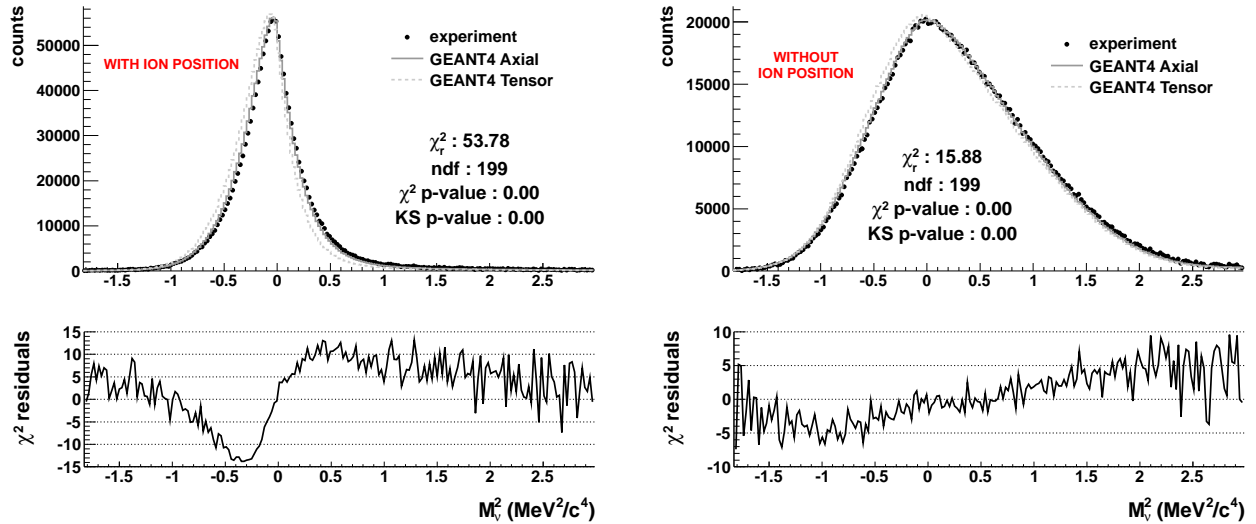 counts
50000
40000
30000
20000
10000
0
WITH ION POSITION
experiment
GEANT4 Axial
GEANT4 Tensor
χ²ᵣ : 53.78
ndf : 199
χ² p-value : 0.00
KS p-value : 0.00
-1.5 -1 -0.5 0 0.5 1 1.5 2 2.5
χ² residuals
15
10
5
0
-5
-10
-15
-1.5 -1 -0.5 0 0.5 1 1.5 2 2.5
M²ᵥ (MeV²/c⁴)
counts
20000
15000
10000
5000
0
WITHOUT
ION POSITION
experiment
GEANT4 Axial
GEANT4 Tensor
χ²ᵣ : 15.88
ndf : 199
χ² p-value : 0.00
KS p-value : 0.00
-1.5 -1 -0.5 0 0.5 1 1.5 2 2.5
χ² residuals
10
5
0
-5
-10
-1.5 -1 -0.5 0 0.5 1 1.5 2 2.5
M²ᵥ (MeV²/c⁴)